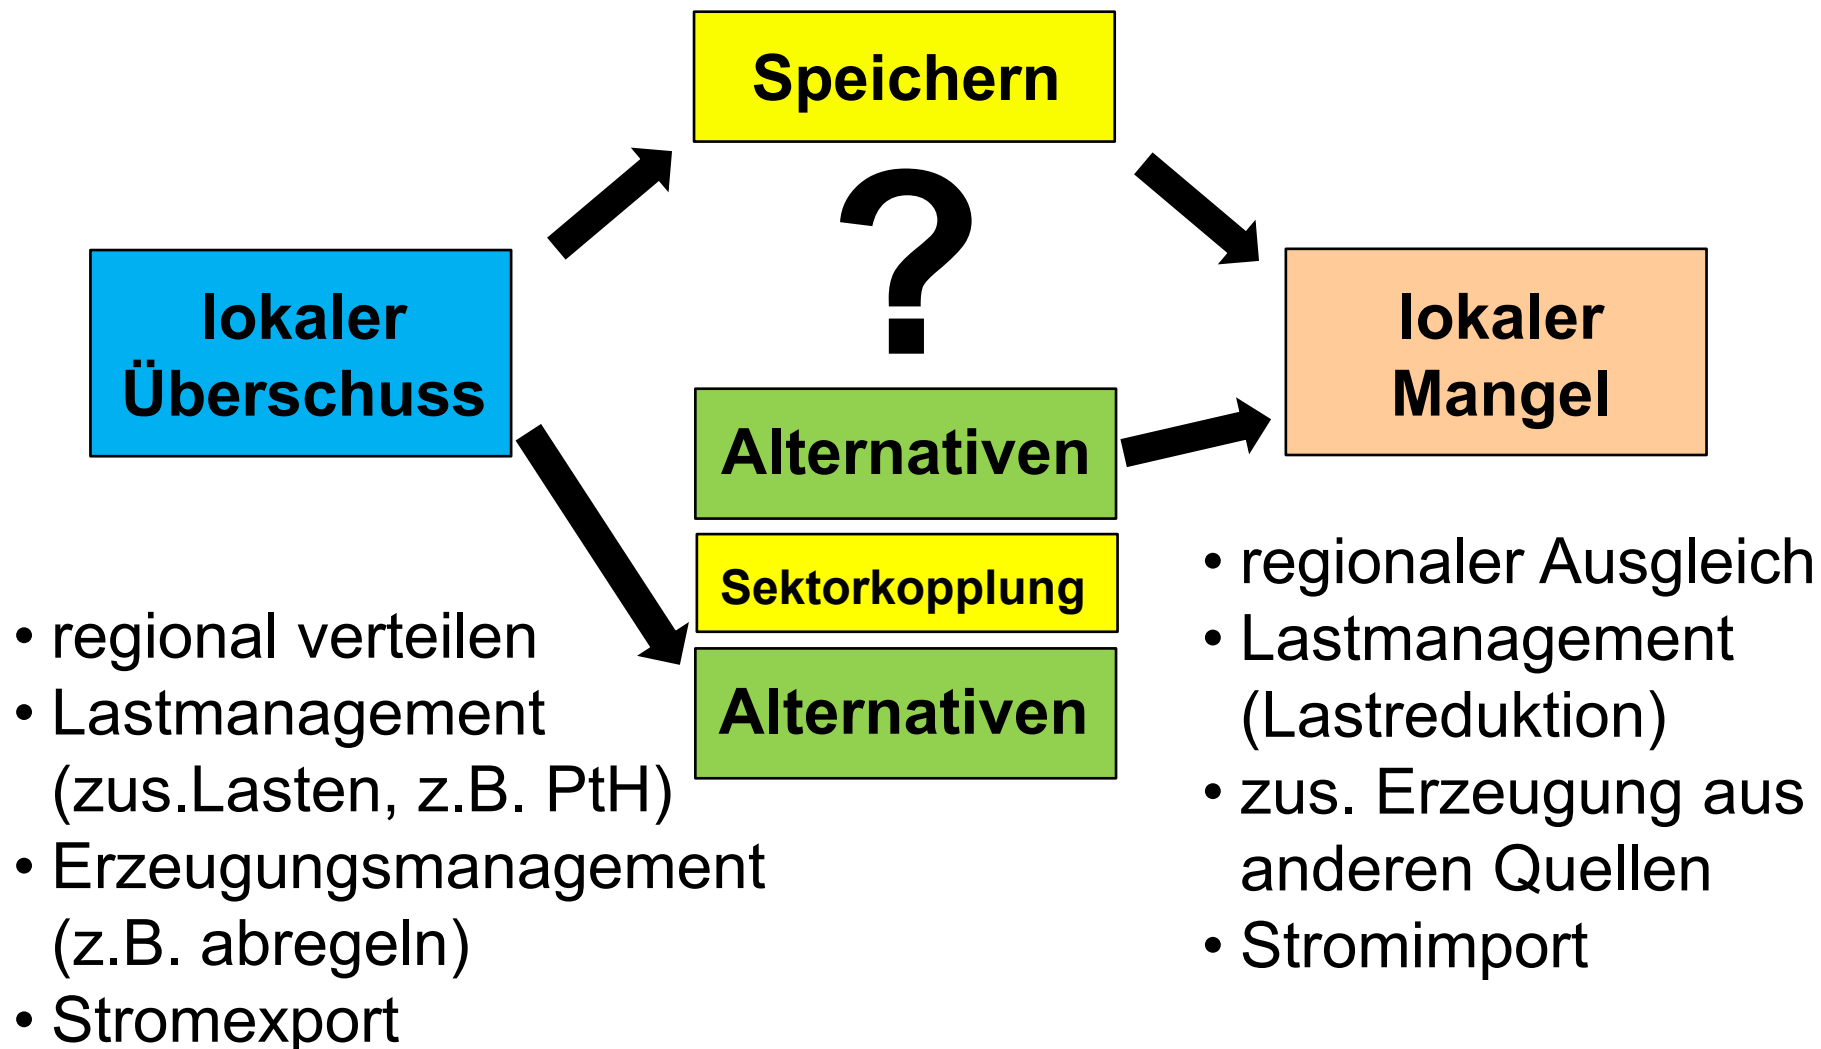 Speichern
?
lokaler
Überschuss
lokaler
Mangel
Alternativen
Sektorkopplung
Alternativen
• regional verteilen
• Lastmanagement
(zus.Lasten, z.B. PtH)
• Erzeugungsmanagement
(z.B. abregeln)
• Stromexport
• regionaler Ausgleich
• Lastmanagement
(Lastreduktion)
• zus. Erzeugung aus
anderen Quellen
• Stromimport